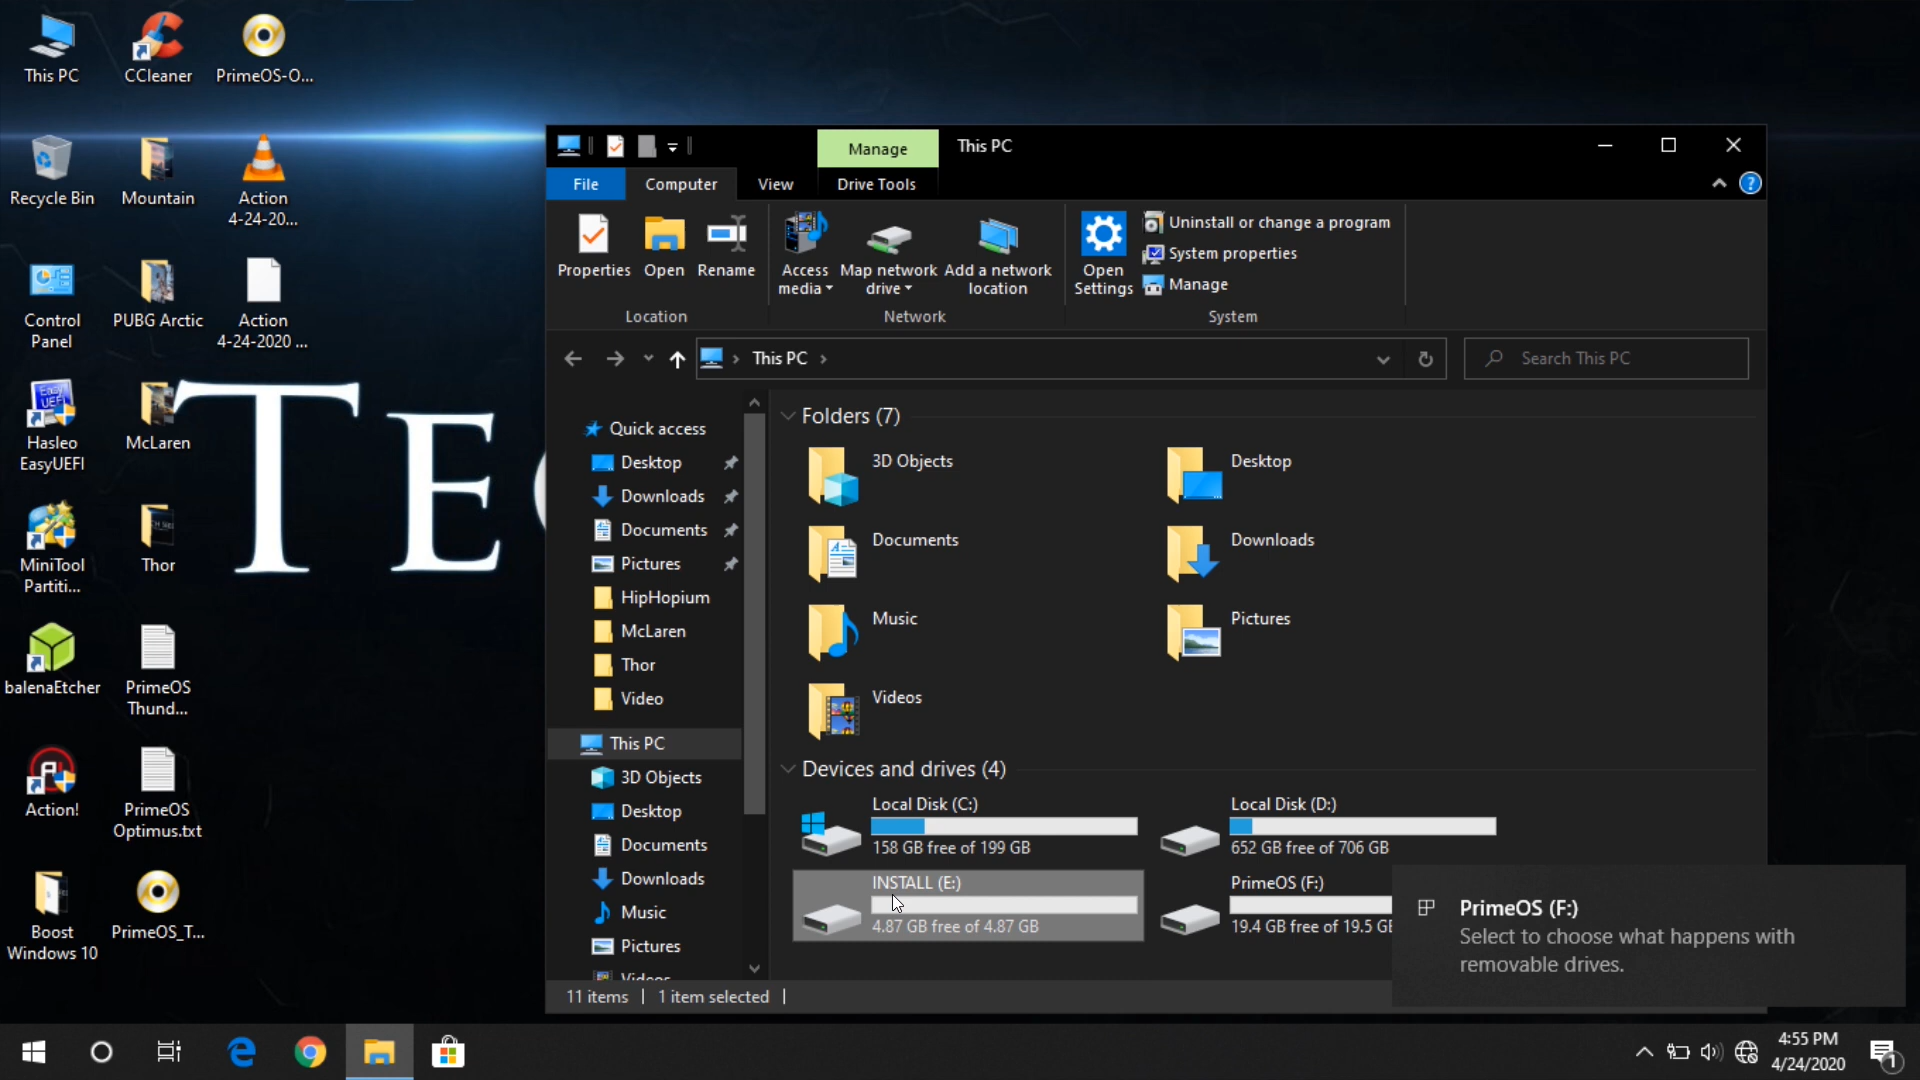 This PC
CCleaner
PrimeOS-O...
Recycle Bin
Mountain
Action
4-24-20...
Control
Panel
PUBG Arctic
Action
4-24-2020 ...
Easy
UEFI
Hasleo
EasyUEFI
McLaren
MiniTool
Partiti...
Thor
balenaEtcher
PrimeOS
Thund...
Action!
PrimeOS
Optimus.txt
Boost
Windows 10
PrimeOS_T...
TE
Manage
This PC
File
Computer
View
Drive Tools
Properties
Open
Rename
Access
media
Map network
drive
Add a network
location
Open
Settings
Uninstall or change a program
System properties
Manage
Location
Network
System
This PC
Search This PC
Quick access
Desktop
Downloads
Documents
Pictures
HipHopium
McLaren
Thor
Video
This PC
3D Objects
Desktop
Documents
Downloads
Music
Pictures
Videos
Folders (7)
3D Objects
Desktop
Documents
Downloads
Music
Pictures
Videos
Devices and drives (4)
Local Disk (C:)
158 GB free of 199 GB
Local Disk (D:)
652 GB free of 706 GB
INSTALL (E:)
4.87 GB free of 4.87 GB
PrimeOS (F:)
19.4 GB free of 19.5 G
PrimeOS (F:)
Select to choose what happens with
removable drives.
11 items
1 item selected
4:55 PM
4/24/2020
1